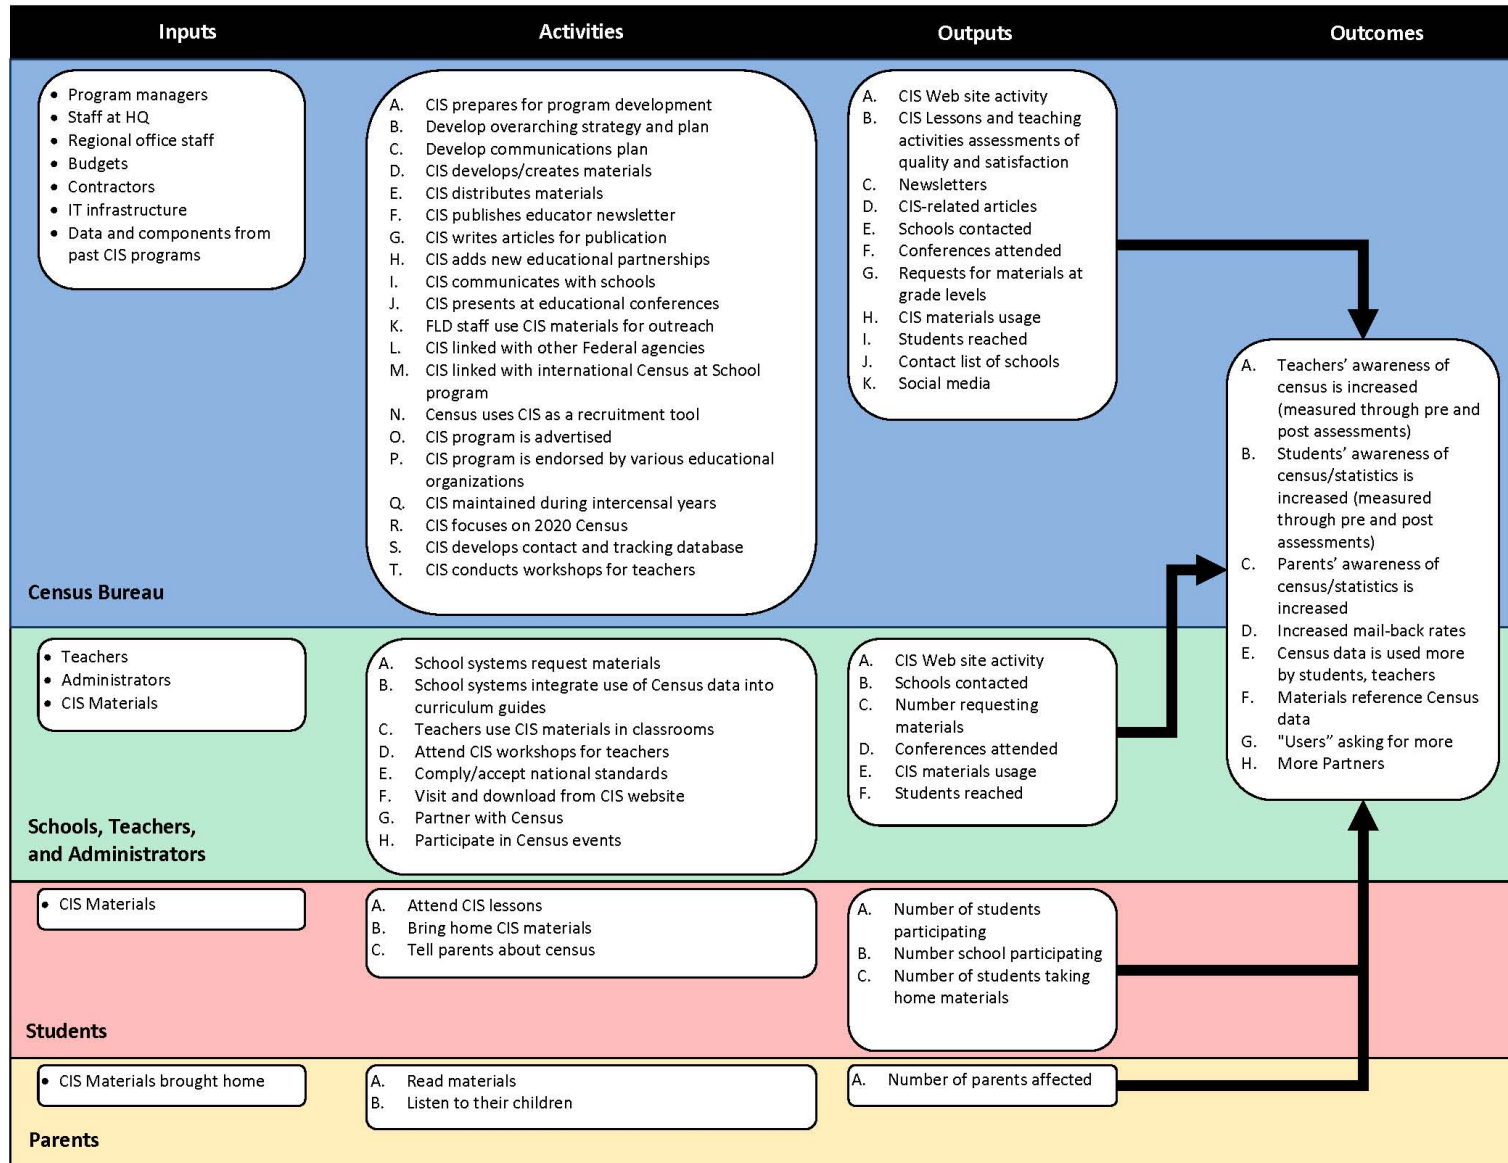 Inputs
Activities
Outputs
Outcomes
• Program managers
• Staff at HQ
• Regional office staff
• Budgets
• Contractors
• IT infrastructure
• Data and components from
past CIS programs
A. CIS prepares for program development
B. Develop overarching strategy and plan
C. Develop communications plan
D. CIS develops/creates materials
E. CIS distributes materials
F. CIS publishes educator newsletter
G. CIS writes articles for publication
H. CIS adds new educational partnerships
I. CIS communicates with schools
J. CIS presents at educational conferences
K. FLD staff use CIS materials for outreach
L. CIS linked with other Federal agencies
M. CIS linked with international Census at School
program
N. Census uses CIS as a recruitment tool
O. CIS program is advertised
P. CIS program is endorsed by various educational
organizations
Q. CIS maintained during intercensal years
R. CIS focuses on 2020 Census
S. CIS develops contact and tracking database
T. CIS conducts workshops for teachers
A. CIS Web site activity
B. CIS Lessons and teaching
activities assessments of
quality and satisfaction
C. Newsletters
D. CIS-related articles
E. Schools contacted
F. Conferences attended
G. Requests for materials at
grade levels
H. CIS materials usage
I. Students reached
J. Contact list of schools
K. Social media
A. Teachers’ awareness of
census is increased
(measured through pre and
post assessments)
B. Students’ awareness of
census/statistics is
increased (measured
through pre and post
assessments)
C. Parents’ awareness of
census/statistics is
increased
D. Increased mail-back rates
E. Census data is used more
by students, teachers
F. Materials reference Census
data
G. "Users” asking for more
H. More Partners
Census Bureau
• Teachers
• Administrators
• CIS Materials
A. School systems request materials
B. School systems integrate use of Census data into
curriculum guides
C. Teachers use CIS materials in classrooms
D. Attend CIS workshops for teachers
E. Comply/accept national standards
F. Visit and download from CIS website
G. Partner with Census
H. Participate in Census events
A. CIS Web site activity
B. Schools contacted
C. Number requesting
materials
D. Conferences attended
E. CIS materials usage
F. Students reached
Schools, Teachers,
and Administrators
• CIS Materials
A. Attend CIS lessons
B. Bring home CIS materials
C. Tell parents about census
A. Number of students
participating
B. Number school participating
C. Number of students taking
home materials
Students
• CIS Materials brought home
A. Read materials
B. Listen to their children
A. Number of parents affected
Parents